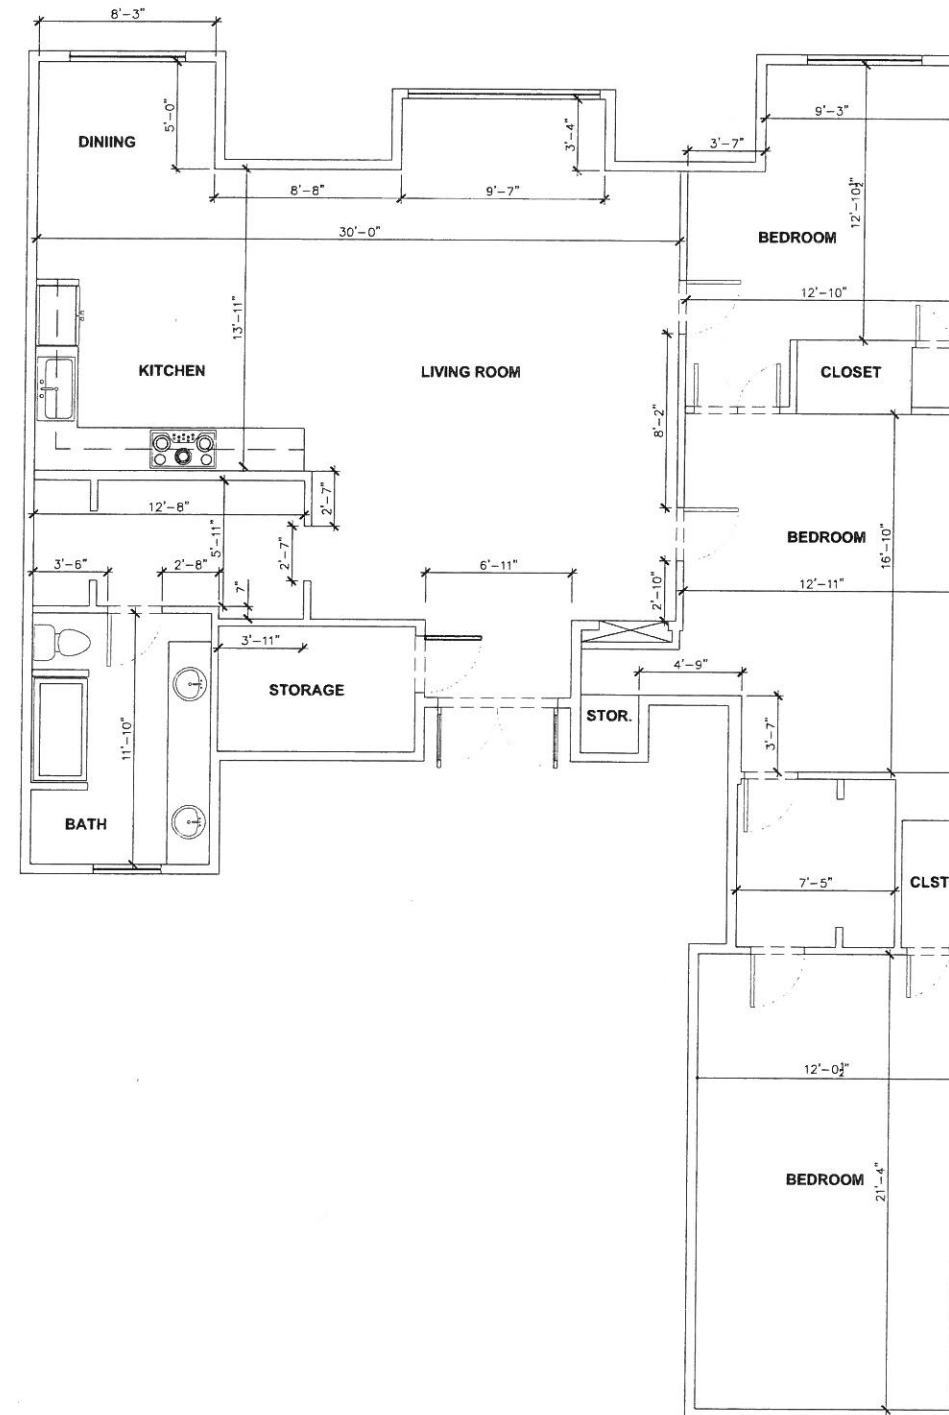 8'-3"
DINIING
5'-0"
3'-4"
8'-8"
9'-7"
3'-7"
9'-3"
12'-10½"
30'-0"
BEDROOM
13'-11"
12'-10"
KITCHEN
LIVING ROOM
CLOSET
8'-2"
12'-8"
2'-7"
5'-11"
2'-7"
BEDROOM
16'-10"
3'-6"
2'-8"
7"
6'-11"
2'-10"
12'-11"
3'-11"
STORAGE
4'-9"
STOR.
3'-7"
11'-10"
BATH
7'-5"
CLST
12'-0½"
BEDROOM
21'-4"